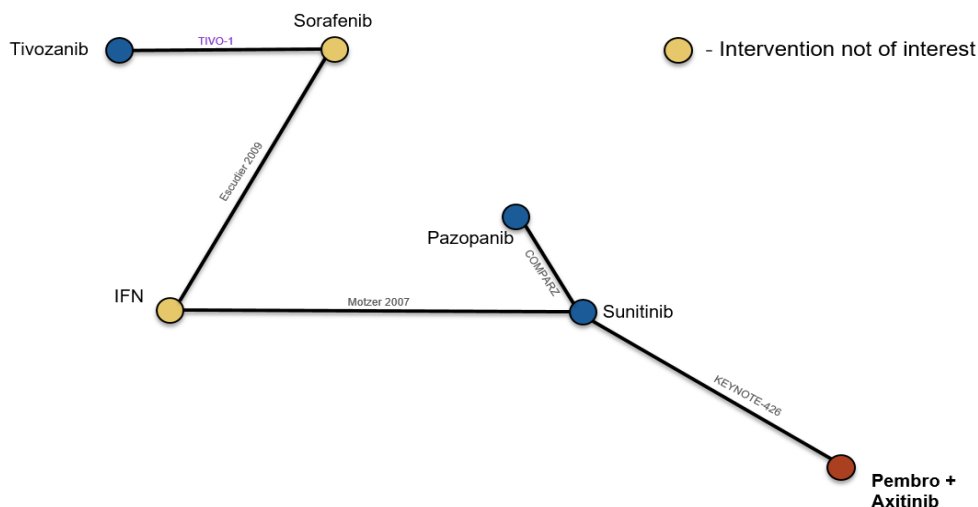 Sorafenib
Tivozanib
TIVO-1
- Intervention not of interest
Escudier 2009
Pazopanib
COMPARZ
IFN
Motzer 2007
Sunitinib
KEYNOTE-426
Pembro +
Axitinib